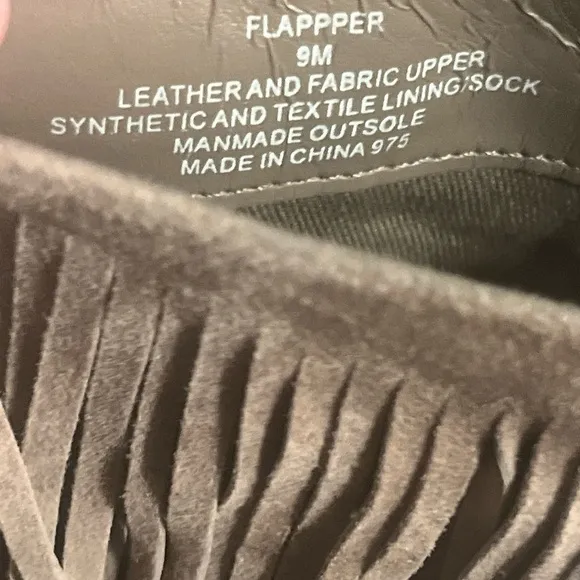 FLAPPPER
9M
LEATHER AND FABRIC UPPER
SYNTHETIC AND TEXTILE LINING/SOCK
MANMADE OUTSOLE
MADE IN CHINA 975